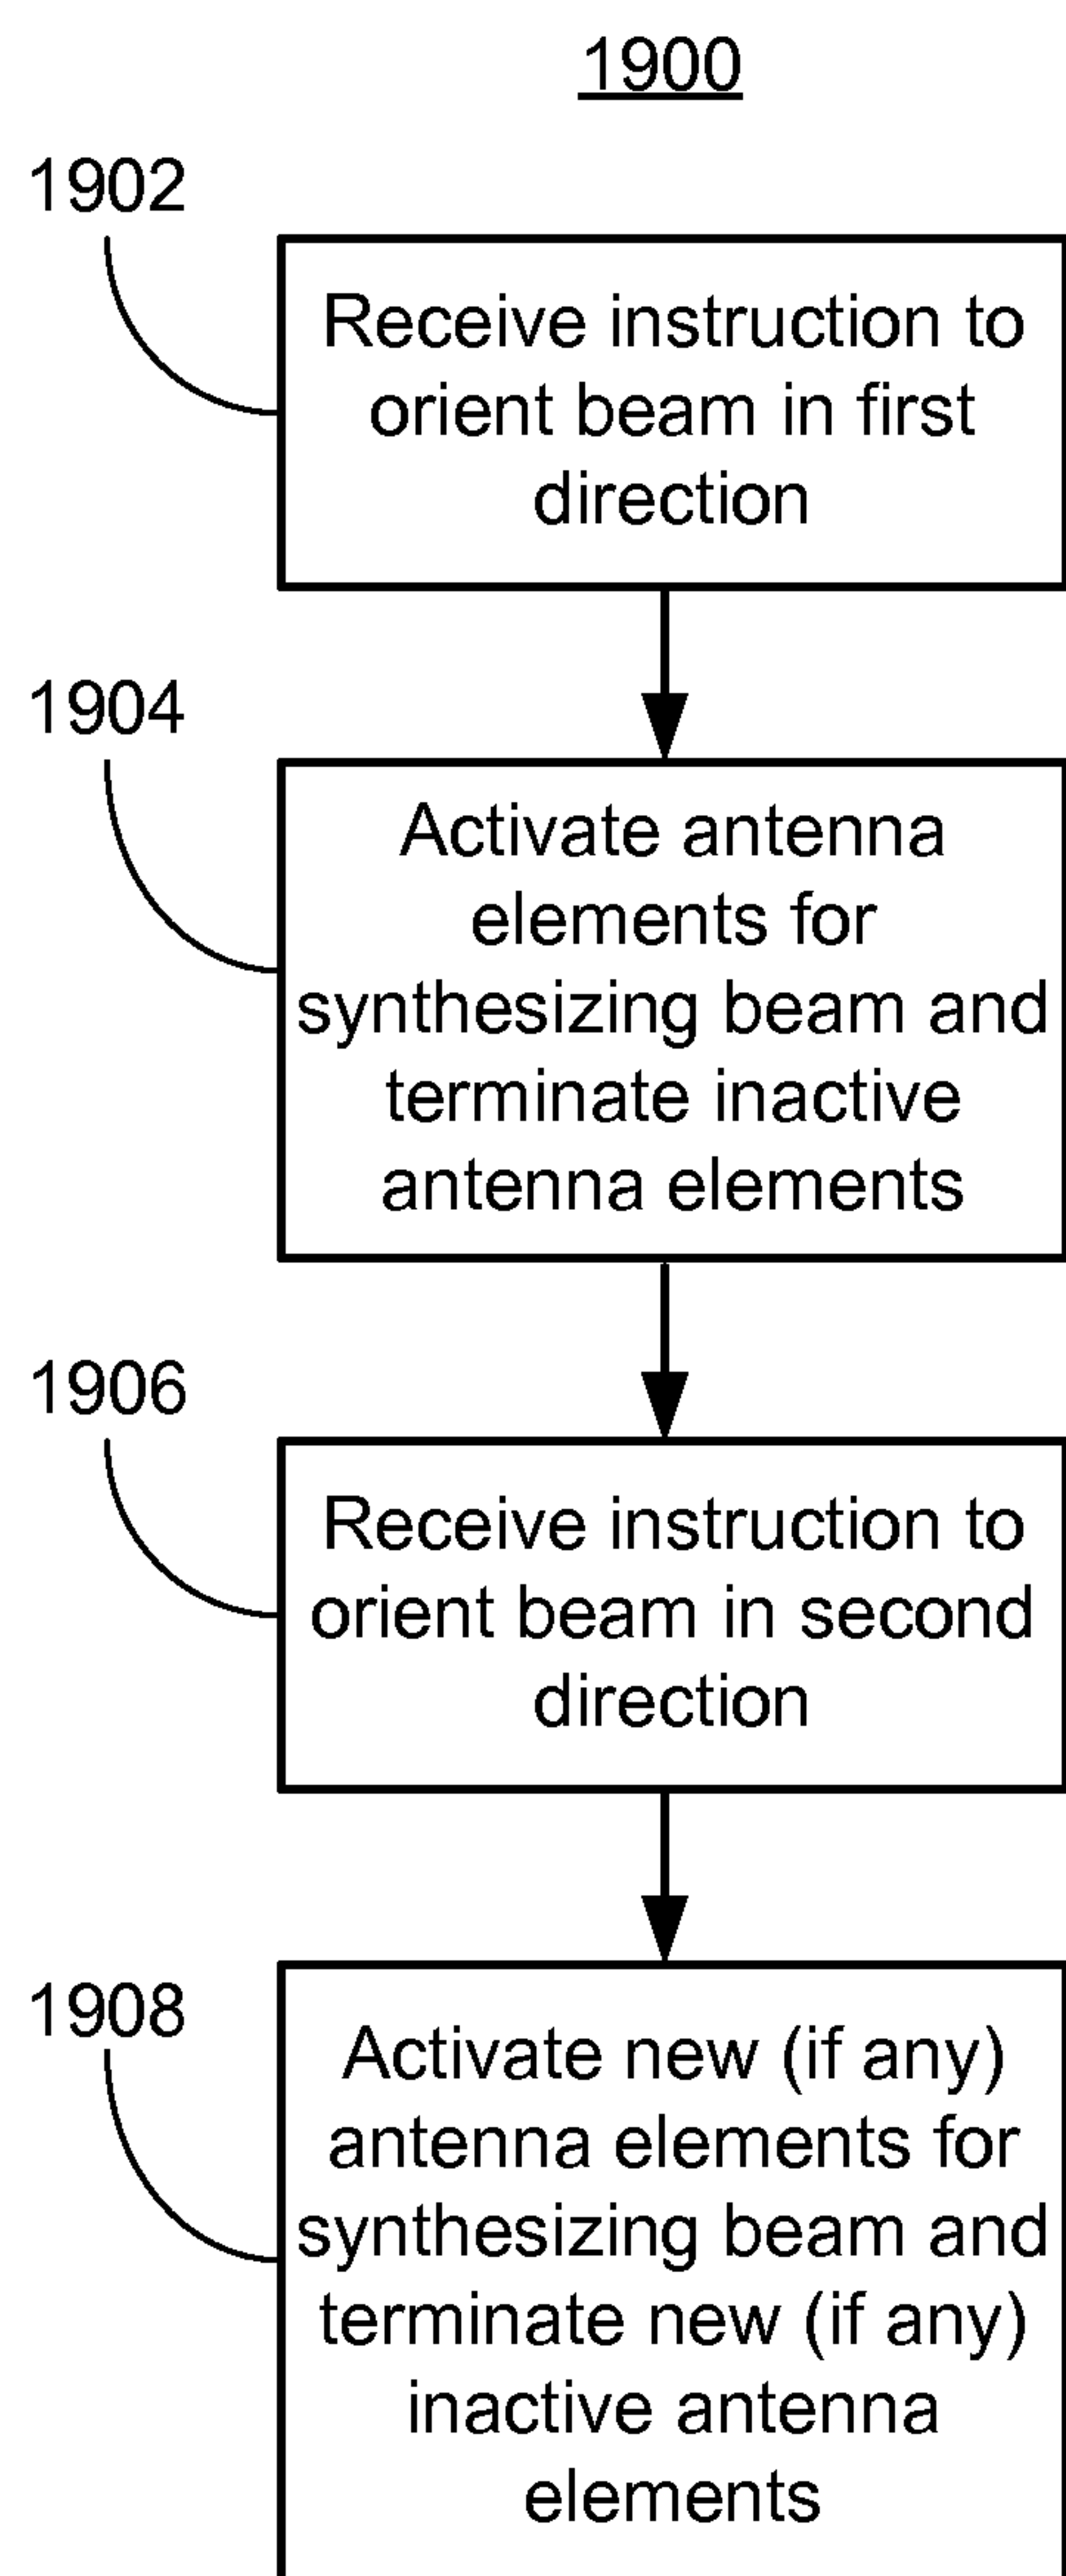 1900
1902
Receive instruction to
orient beam in first
direction
1904
Activate antenna
elements for
synthesizing beam and
terminate inactive
antenna elements
1906
Receive instruction to
orient beam in second
direction
1908
Activate new (if any)
antenna elements for
synthesizing beam and
terminate new (if any)
inactive antenna
elements